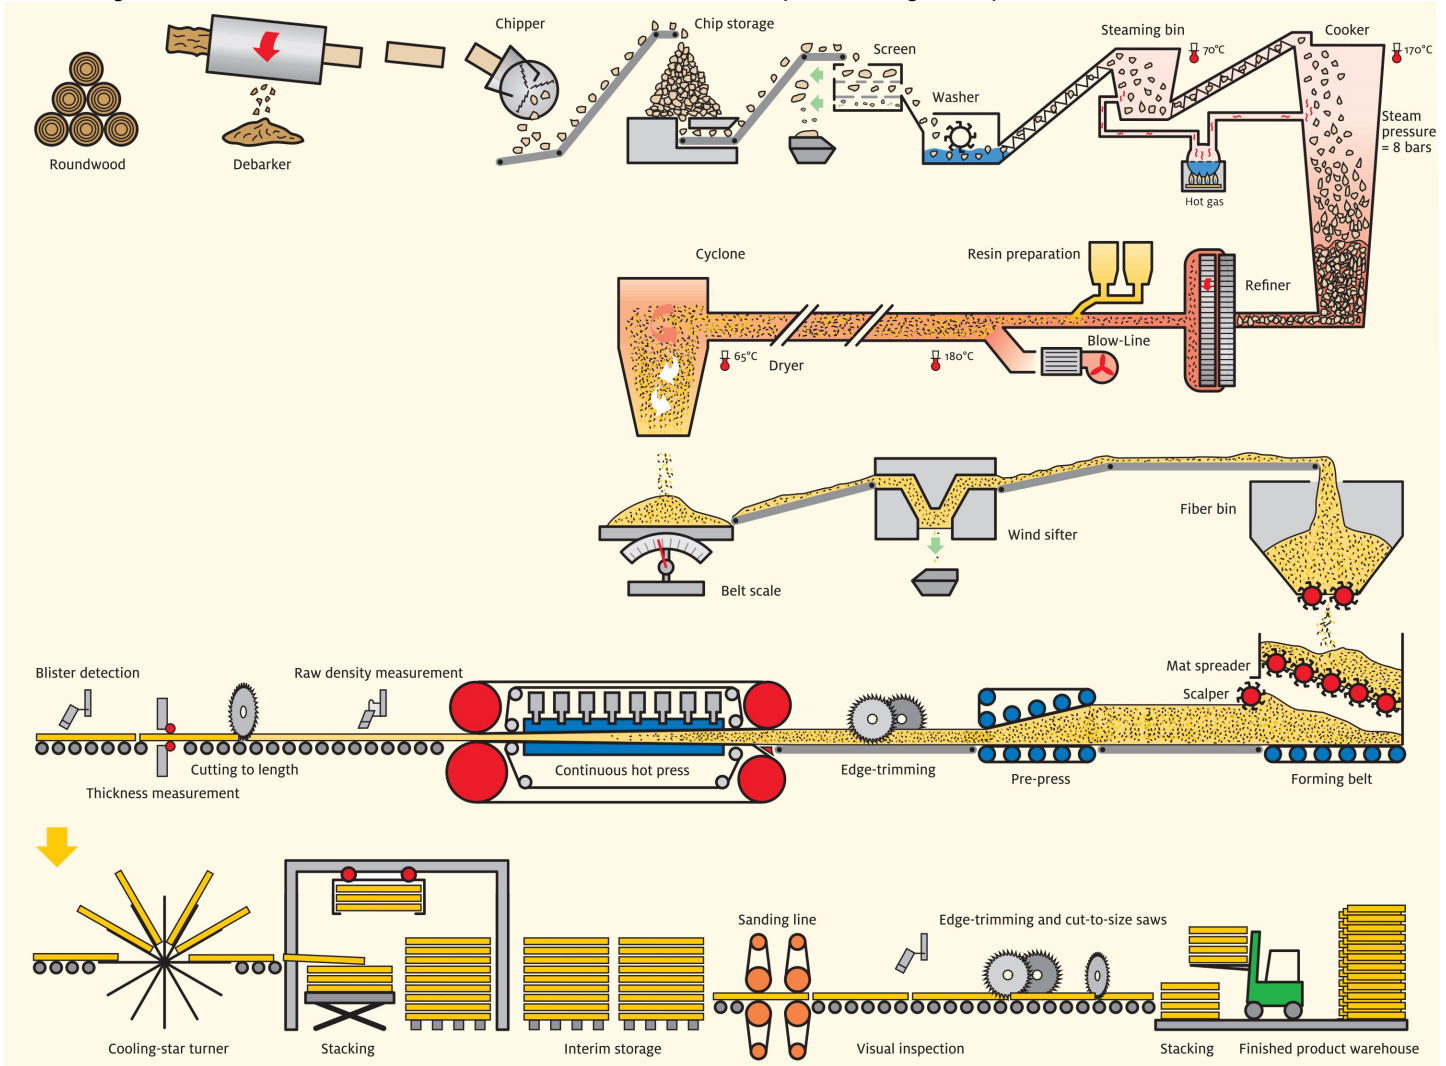 Chipper
Chip storage
Steaming bin
Cooker
70°C
170°C
Screen
Washer
Steam
pressure
= 8 bars
Roundwood
Debarker
Hot gas
Cyclone
Resin preparation
Refiner
Blow-Line
65°C
Dryer
180°C
Fiber bin
Wind sifter
Belt scale
Blister detection
Raw density measurement
Mat spreader
Scalper
Cutting to length
Continuous hot press
Edge-trimming
Pre-press
Forming belt
Thickness measurement
Sanding line
Edge-trimming and cut-to-size saws
Cooling-star turner
Stacking
Interim storage
Visual inspection
Stacking
Finished product warehouse